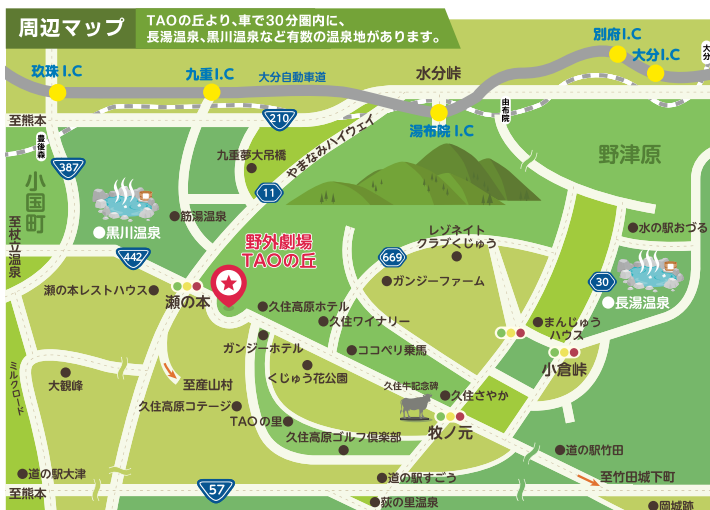 周辺マップ
TAOの丘より、車で30分圏内に、
長湯温泉、黒川温泉など有数の温泉地があります。
別府I.C
大分I.C
大分
玖珠I.C
九重I.C
大分自動車道
水分峠
湯布院I.C
由布院
至熊本
210
豊後森
387
九重夢大吊橋
やまなみハイウェイ
野津原
小国町
11
黒川温泉
筋湯温泉
至杖立温泉
442
野外劇場
TAOの丘
レゾネイト
クラブくじゅう
水の駅おづる
669
ガンジーファーム
30
長湯温泉
瀬の本レストハウス
瀬の本
久住高原ホテル
久住ワイナリー
まんじゅう
ハウス
ガンジーホテル
ココペリ乗馬
小倉峠
ミルクロード
大観峰
至産山村
くじゅう花公園
久住牛記念碑
久住さやか
久住高原コテージ
TAOの里
牧ノ元
久住高原ゴルフ倶楽部
道の駅竹田
道の駅大津
道の駅すごう
至竹田城下町
至熊本
57
荻の里温泉
岡城跡